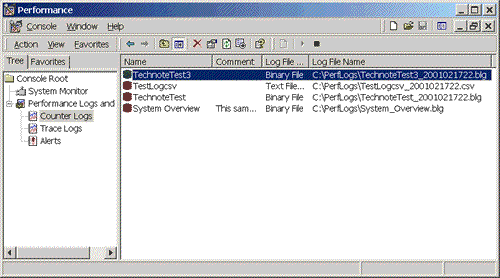 Performance
Console Window Help
Action View Favorites
Tree Favorites
Console Root
System Monitor
Performance Logs and
Counter Logs
Trace Logs
Alerts
Name Comment Log File ... Log File Name
TechnoteTest3 Binary File C:\PerfLogs\TechnoteTest3_2001021722.blg
TestLogcsv Text File... C:\PerfLogs\TestLogcsv_2001021722.csv
TechnoteTest Binary File C:\PerfLogs\TechnoteTest_2001021722.blg
System Overview This sam... Binary File C:\PerfLogs\System_Overview.blg